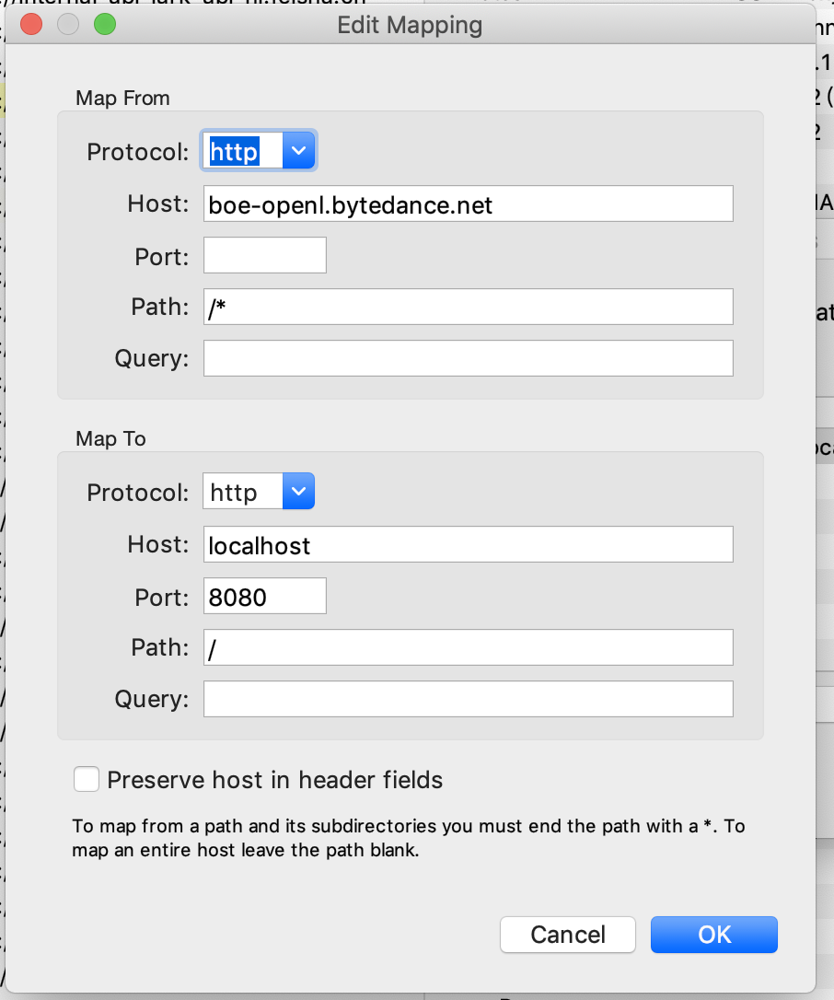 Edit Mapping
Map From
Protocol: http
Host: boe-openl.bytedance.net
Port:
Path: /*
Query:
Map To
Protocol: http
Host: localhost
Port: 8080
Path: /
Query:
Preserve host in header fields
To map from a path and its subdirectories you must end the path with a *. To
map an entire host leave the path blank.
Cancel OK